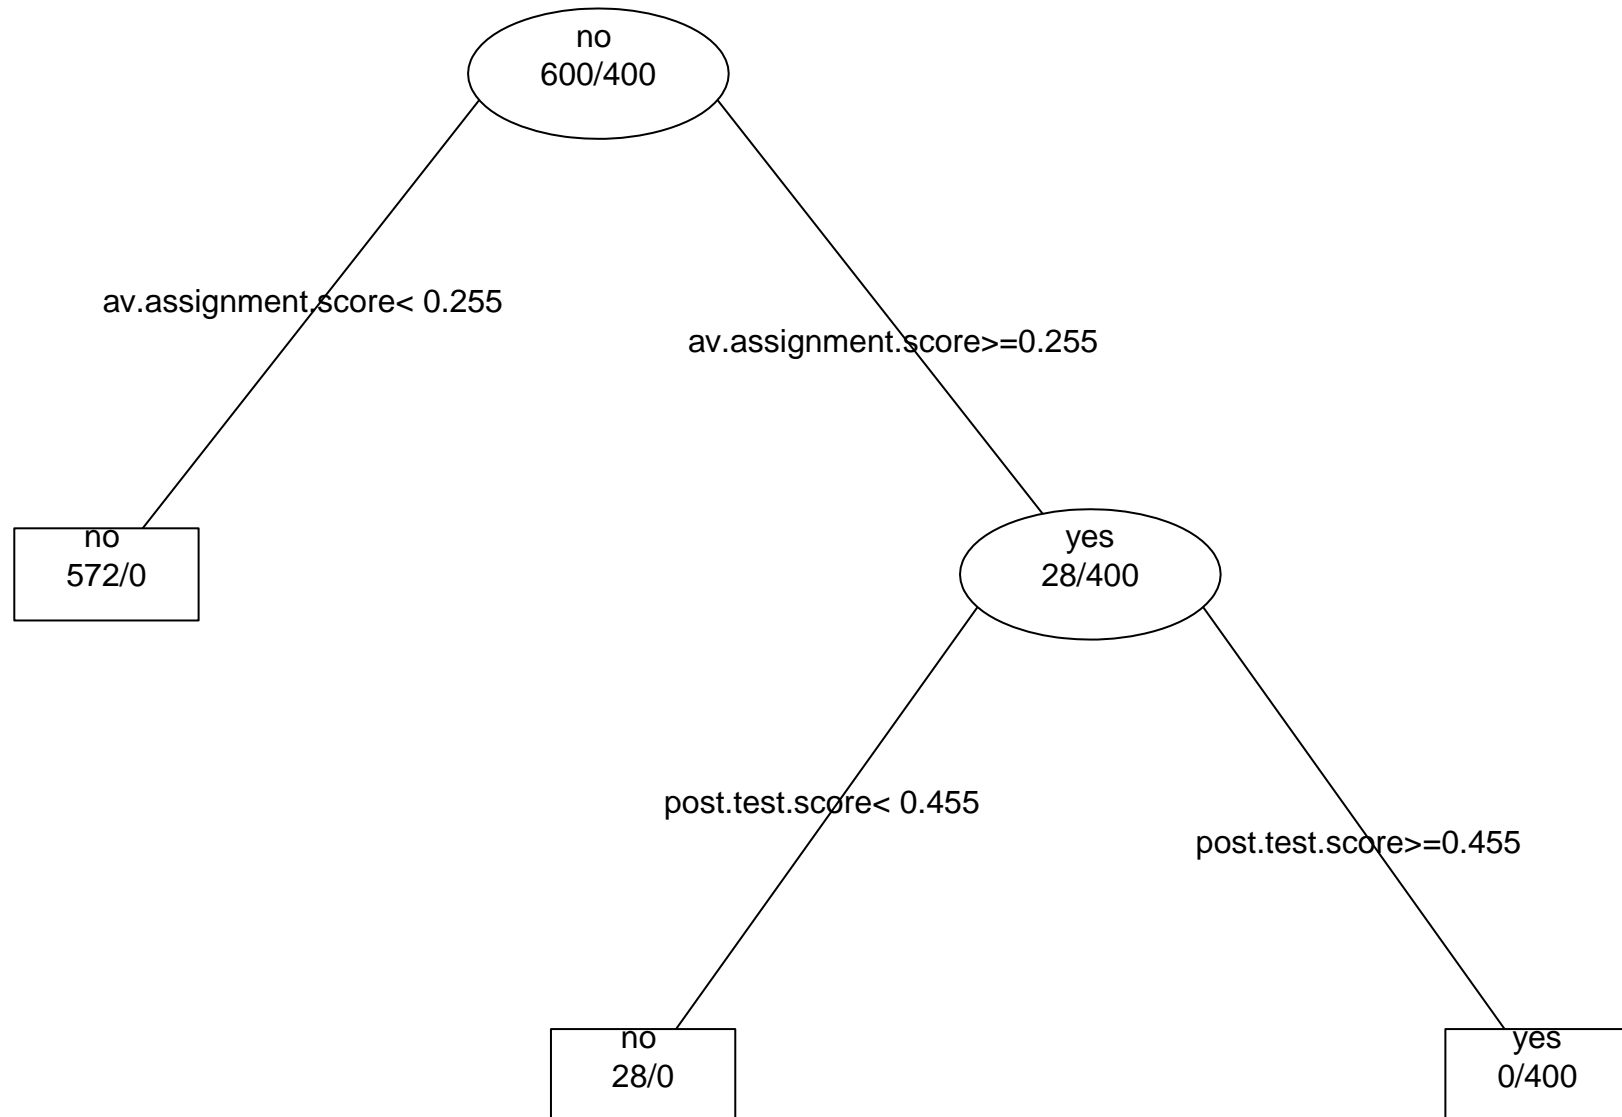 no
600/400
av.assignment.score< 0.255
av.assignment.score>=0.255
no
572/0
yes
28/400
post.test.score< 0.455
post.test.score>=0.455
no
28/0
yes
0/400